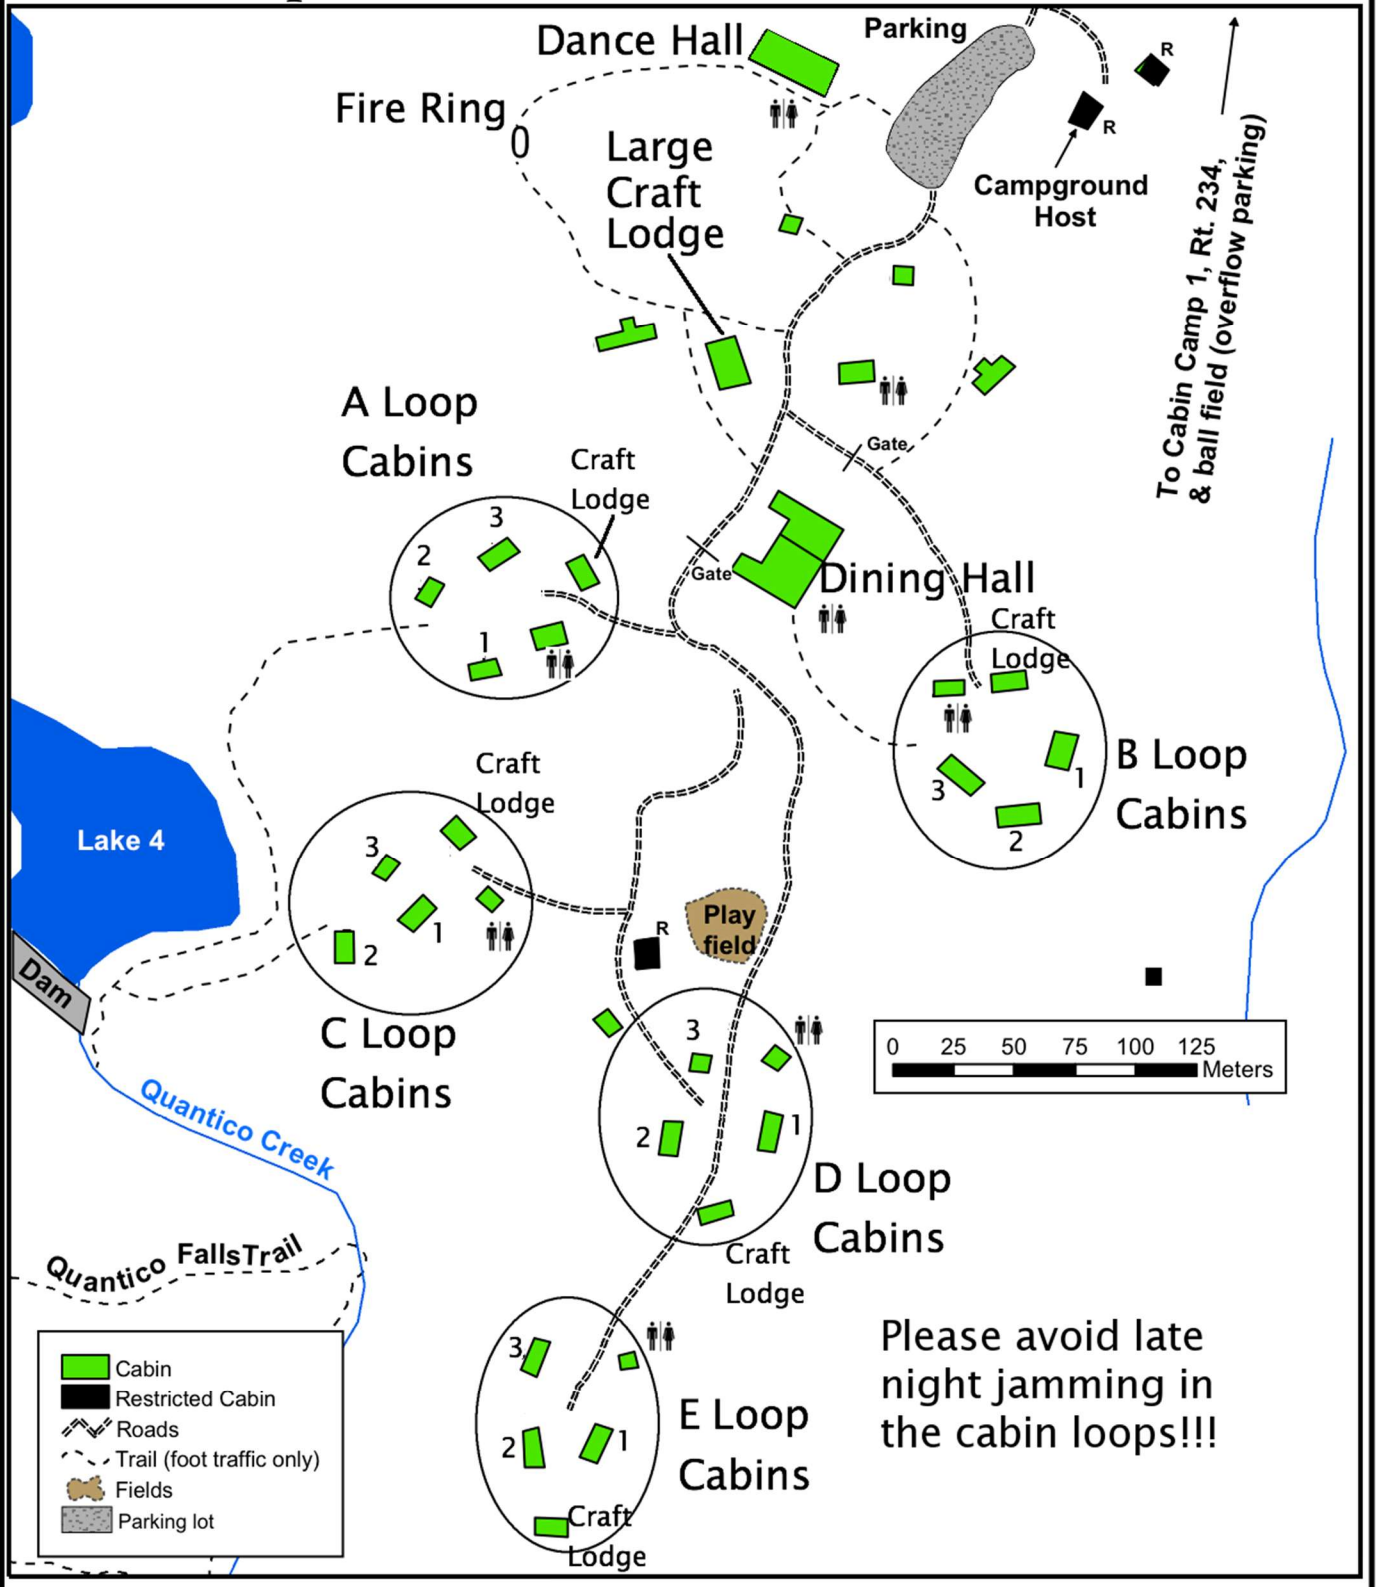 Dance Hall
Parking
R
Fire Ring
R
Large
Craft
Lodge
Campground
Host
To Cabin Camp 1, Rt. 234,
& ball field (overflow parking)
A Loop
Cabins
Gate
Craft
Lodge
3
2
1
Gate
Dining Hall
Craft
Lodge
B Loop
Cabins
1
3
2
Craft
Lodge
Lake 4
3
1
2
Play
field
R
Dam
C Loop
Cabins
3
2
1
0 25 50 75 100 125
Meters
Quantico Creek
D Loop
Cabins
Craft
Lodge
Quantico FallsTrail
3
2
1
E Loop
Cabins
Craft
Lodge
Please avoid late
night jamming in
the cabin loops!!!
Cabin
Restricted Cabin
Roads
Trail (foot traffic only)
Fields
Parking lot